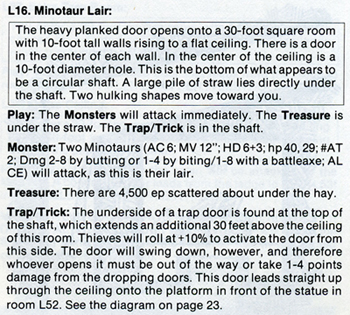 L16. Minotaur Lair:
The heavy planked door opens onto a 30-foot square room
with 10-foot tall walls rising to a flat ceiling. There is a door
in the center of each wall. In the center of the ceiling is a
10-foot diameter hole. This is the bottom of what appears to
be a circular shaft. A large pile of straw lies directly under
the shaft. Two hulking shapes move toward you.
Play: The Monsters will attack immediately. The Treasure is
under the straw. The Trap/Trick is in the shaft.
Monster: Two Minotaurs (AC 6; MV 12"; HD 6+3; hp 40, 29; #AT
2; Dmg 2-8 by butting or 1-4 by biting/1-8 with a battleaxe; AL
CE) will attack, as this is their lair.
Treasure: There are 4,500 ep scattered about under the hay.
Trap/Trick: The underside of a trap door is found at the top of
the shaft, which extends an additional 30 feet above the ceiling
of this room. Thieves will roll at +10% to activate the door from
this side. The door will swing down, however, and therefore
whoever opens it must be out of the way or take 1-4 points
damage from the dropping doors. This door leads straight up
through the ceiling onto the platform in front of the statue in
room L52. See the diagram on page 23.